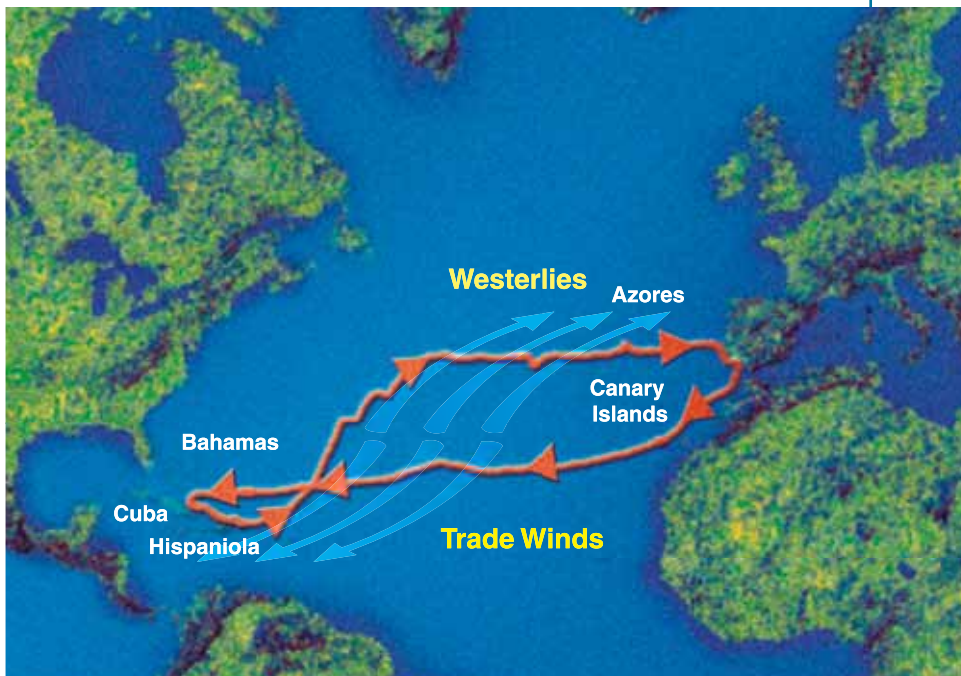 Westerlies
Azores
Canary
Islands
Bahamas
Cuba
Hispaniola
Trade Winds